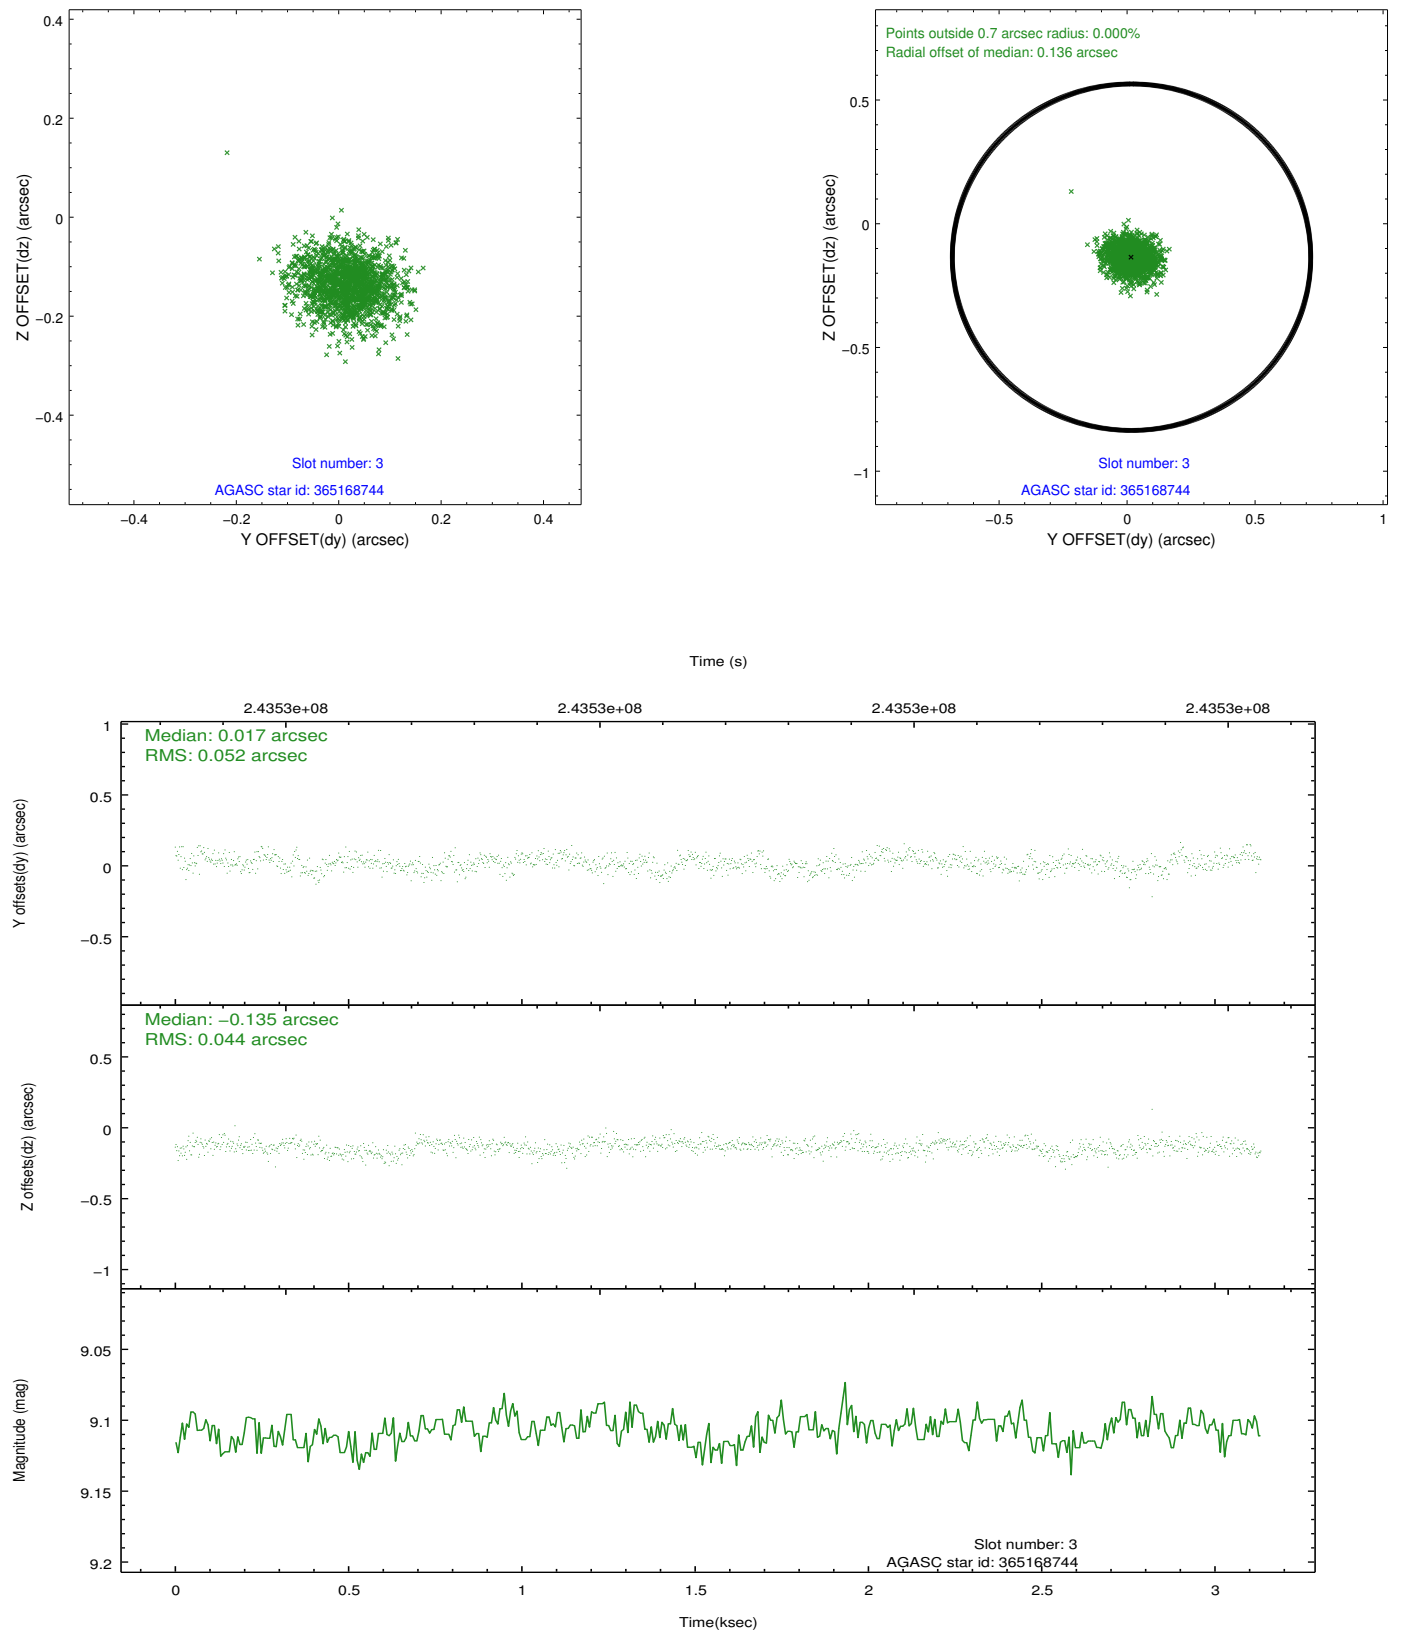 0.4
0.2
0
−0.2
−0.4
Z OFFSET(dz) (arcsec)
Slot number: 3
AGASC star id: 365168744
−0.4
−0.2
0
0.2
0.4
Y OFFSET(dy) (arcsec)
Points outside 0.7 arcsec radius: 0.000%
Radial offset of median: 0.136 arcsec
0.5
0
−0.5
−1
Z OFFSET(dz) (arcsec)
Slot number: 3
AGASC star id: 365168744
−0.5
0
0.5
1
Y OFFSET(dy) (arcsec)
Time (s)
2.4353e+08
2.4353e+08
2.4353e+08
2.4353e+08
Median: 0.017 arcsec
RMS: 0.052 arcsec
1
0.5
0
−0.5
Y offsets(dy) (arcsec)
Median: −0.135 arcsec
RMS: 0.044 arcsec
0.5
0
−0.5
−1
Z offsets(dz) (arcsec)
9.05
9.1
9.15
9.2
Magnitude (mag)
Slot number: 3
AGASC star id: 365168744
0
0.5
1
1.5
2
2.5
3
Time(ksec)